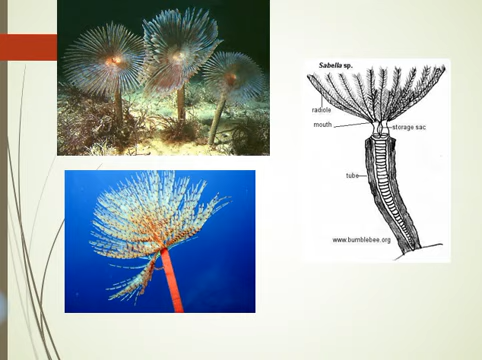 Sabella sp.
radiole
mouth
storage sac
tube
www.bumblebee.org